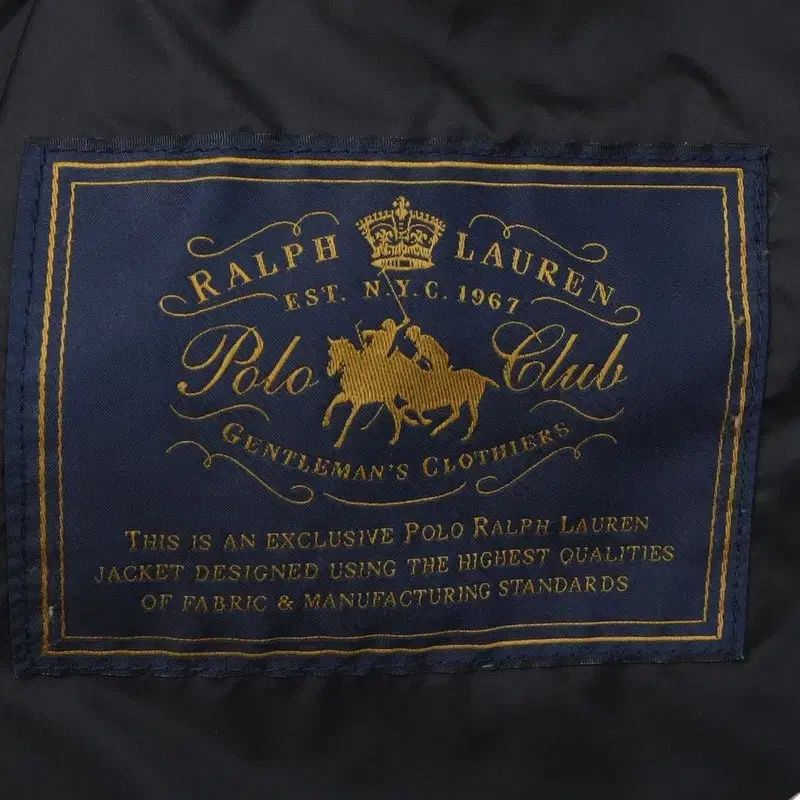 RALPH LAUREN
EST. N.Y.C. 1967
Polo Club
GENTLEMAN'S CLOTHIERS
THIS IS AN EXCLUSIVE POLO RALPH LAUREN
JACKET DESIGNED USING THE HIGHEST QUALITIES
OF FABRIC & MANUFACTURING STANDARDS